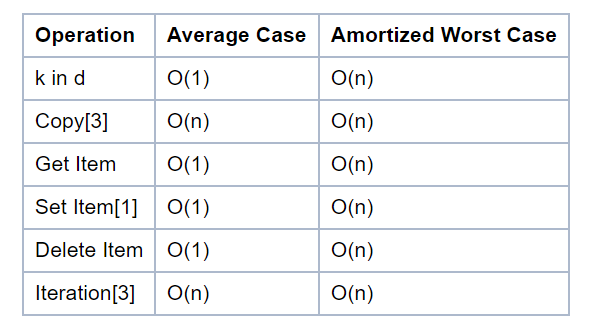 Operation Average Case Amortized Worst Case
k in d O(1) O(n)
Copy[3] O(n) O(n)
Get Item O(1) O(n)
Set Item[1] O(1) O(n)
Delete Item O(1) O(n)
Iteration[3] O(n) O(n)